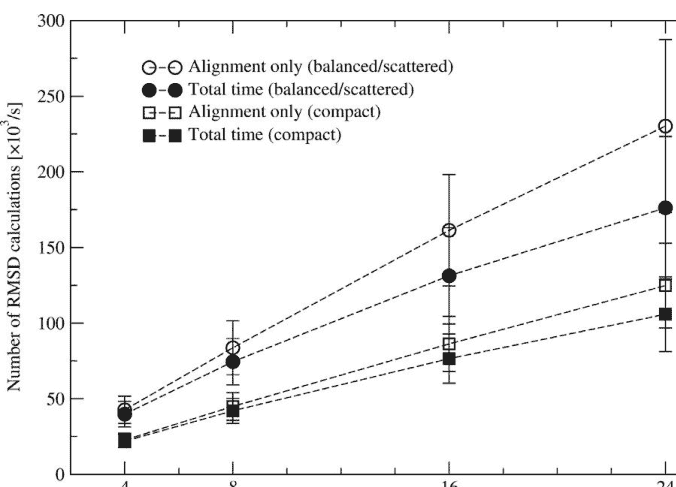 300
250
200
150
100
50
0
Number of RMSD calculations [×10³/s]
Alignment only (balanced/scattered)
Total time (balanced/scattered)
Alignment only (compact)
Total time (compact)
4
8
16
24